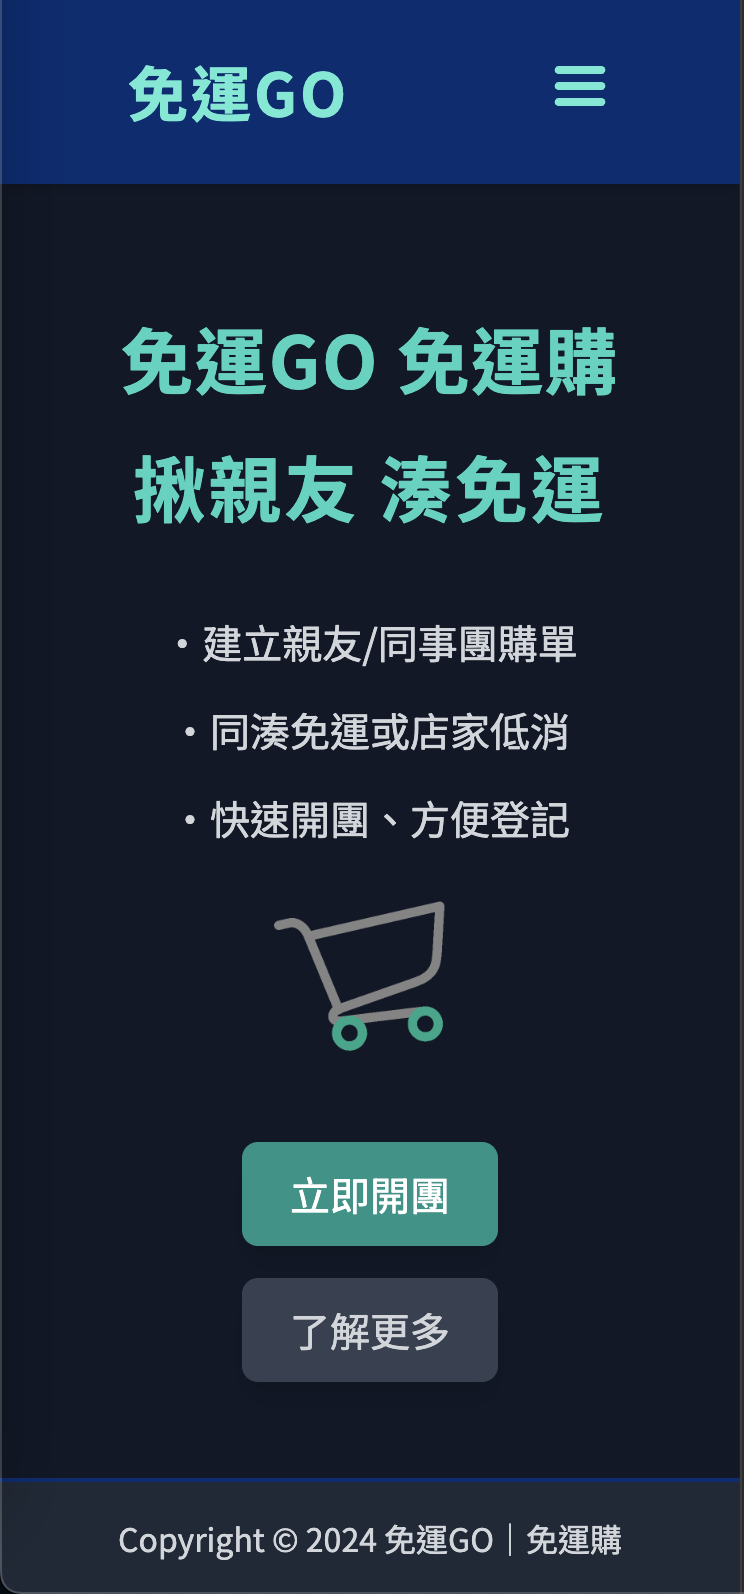 免運GO
免運GO 免運購
揪親友 湊免運
・建立親友/同事團購單
・同湊免運或店家低消
・快速開團、方便登記
立即開團
了解更多
Copyright © 2024 免運GO｜免運購